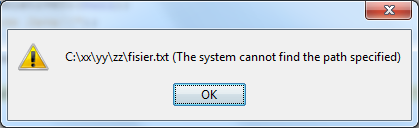 C:\xx\yy\zz\fisier.txt (The system cannot find the path specified)
OK